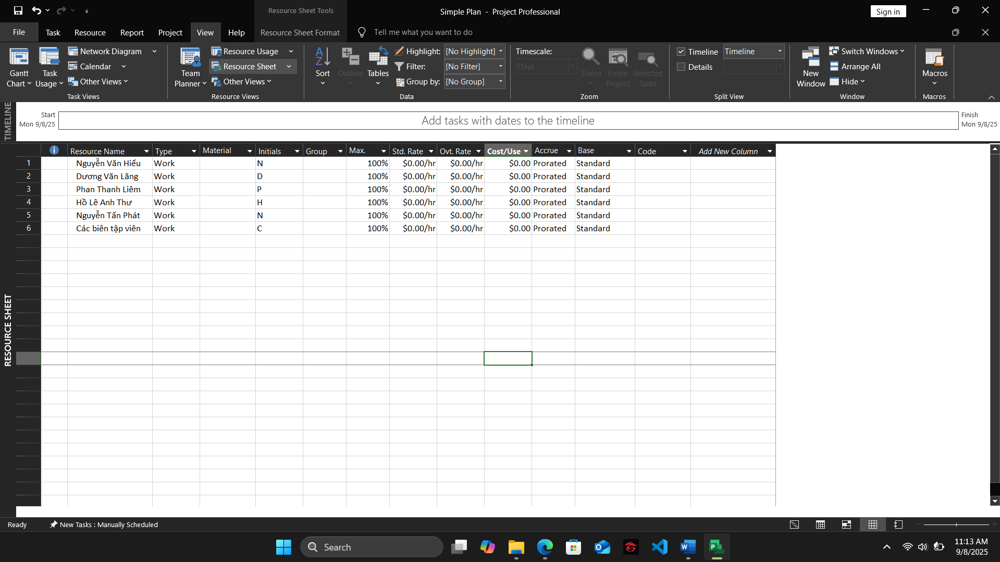 Resource Sheet Tools
Simple Plan - Project Professional
Sign in
File Task Resource Report Project View Help Resource Sheet Format Tell me what you want to do
Gantt Chart
Task Usage
Network Diagram
Calendar
Other Views
Task Views
Team Planner
Resource Usage
Resource Sheet
Other Views
Resource Views
Sort
Outline
Tables
Highlight: [No Highlight]
Filter: [No Filter]
Group by: [No Group]
Data
Timescale:
Days
Zoom
Entire Project
Selected Tasks
Zoom
Timeline Timeline
Details
Split View
New Window
Switch Windows
Arrange All
Hide
Window
Macros
Macros
TIMELINE
Start
Mon 9/8/25
Add tasks with dates to the timeline
Finish
Mon 9/8/25
RESOURCE SHEET
Resource Name Type Material Initials Group Max. Std. Rate Ovt. Rate Cost/Use Accrue Base Code Add New Column
1 Nguyễn Văn Hiếu Work N 100% $0.00/hr $0.00/hr $0.00 Prorated Standard
2 Dương Văn Lăng Work D 100% $0.00/hr $0.00/hr $0.00 Prorated Standard
3 Phan Thanh Liêm Work P 100% $0.00/hr $0.00/hr $0.00 Prorated Standard
4 Hồ Lê Anh Thư Work H 100% $0.00/hr $0.00/hr $0.00 Prorated Standard
5 Nguyễn Tấn Phát Work N 100% $0.00/hr $0.00/hr $0.00 Prorated Standard
6 Các biên tập viên Work C 100% $0.00/hr $0.00/hr $0.00 Prorated Standard
Ready New Tasks : Manually Scheduled
Search
11:13 AM
9/8/2025